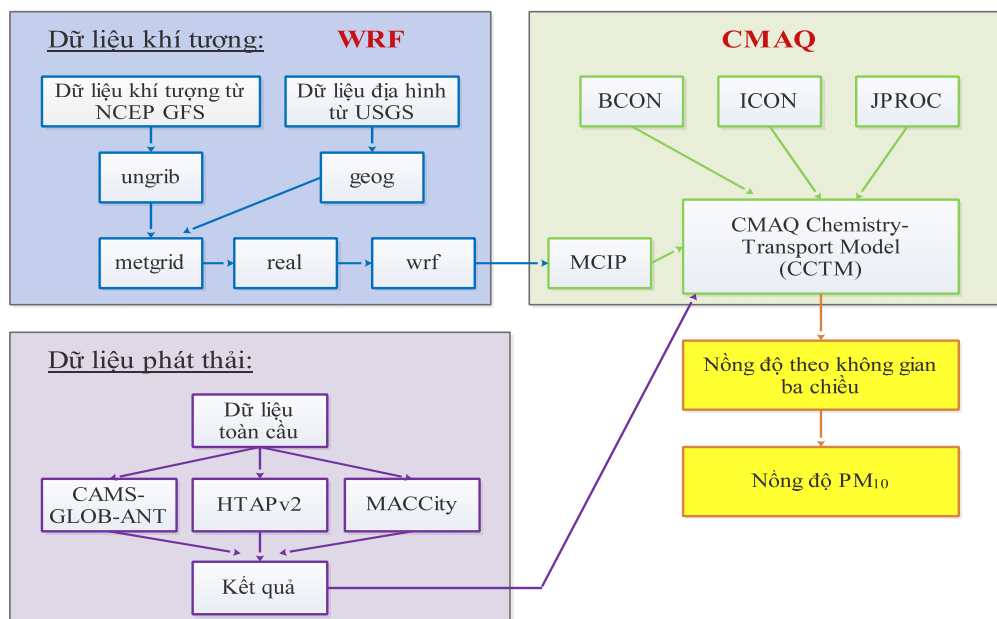 Dữ liệu khí tượng: WRF
Dữ liệu khí tượng từ
NCEP GFS
Dữ liệu địa hình
từ USGS
ungrib
geog
metgrid
real
wrf
CMAQ
BCON
ICON
JPROC
MCIP
CMAQ Chemistry-
Transport Model
(CCTM)
Dữ liệu phát thải:
Dữ liệu
toàn cầu
CAMS-
GLOB-ANT
HTAPv2
MACCity
Kết quả
Nồng độ theo không gian
ba chiều
Nồng độ PM₁₀